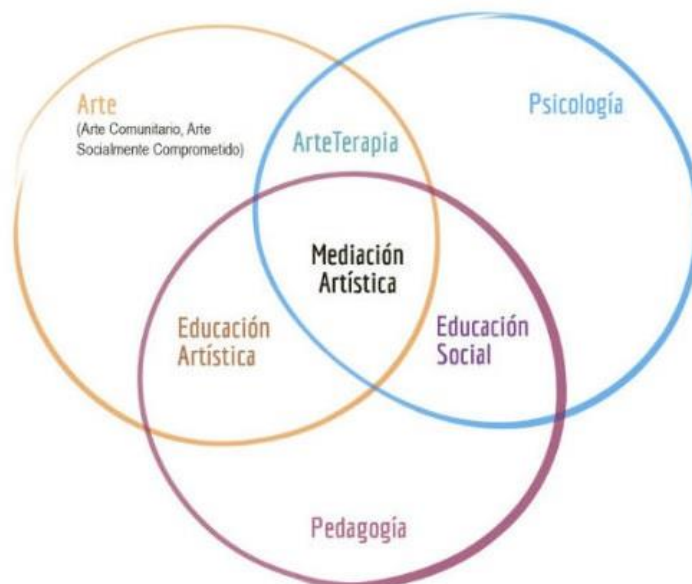 Arte
(Arte Comunitario, Arte
Socialmente Comprometido)
Psicología
ArteTerapia
Mediación
Artística
Educación
Artística
Educación
Social
Pedagogía